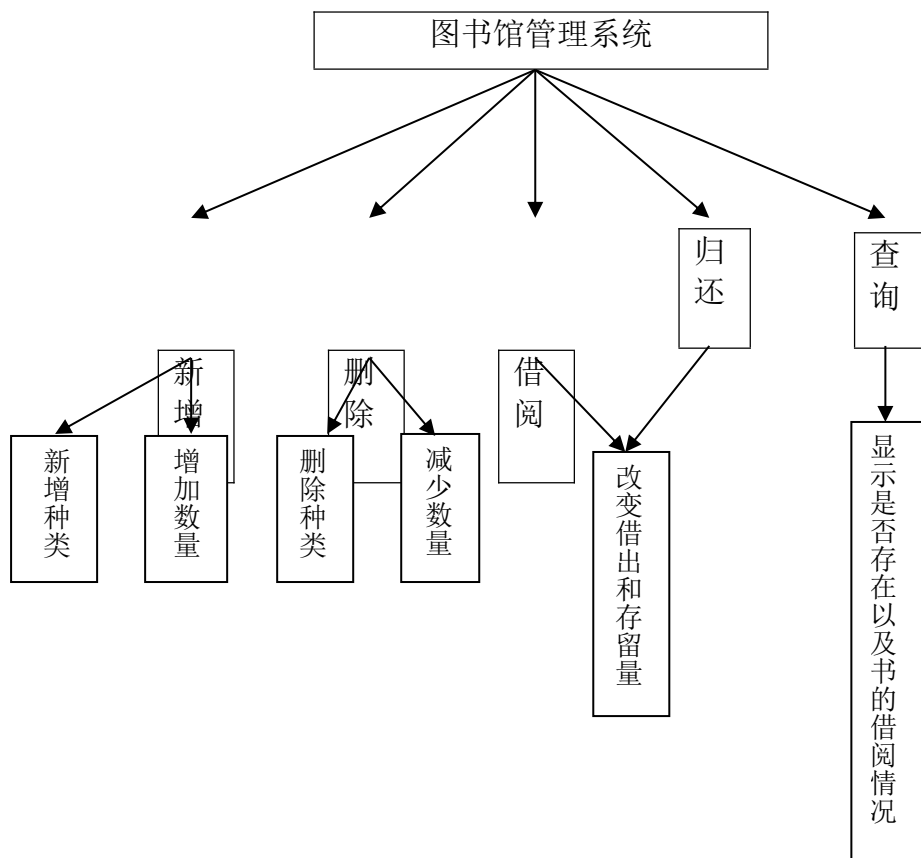 图书馆管理系统
归还
查询
新增
删除
借阅
新增种类
增加数量
删除种类
减少数量
改变借出和存留量
显示是否存在以及书的借阅情况